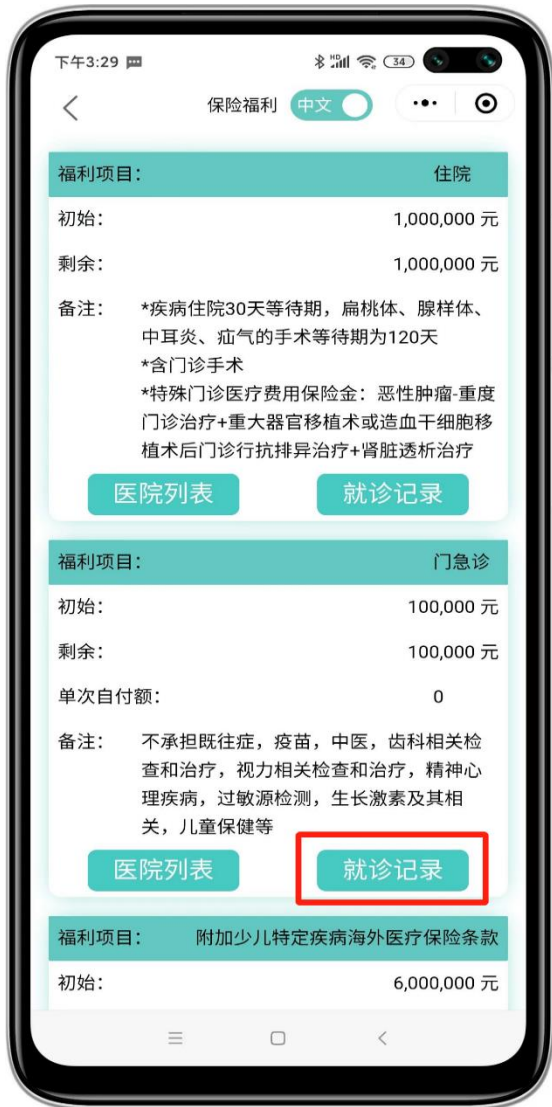 下午3:29
34
保险福利 中文
福利项目: 住院
初始: 1,000,000 元
剩余: 1,000,000 元
备注: *疾病住院30天等待期，扁桃体、腺样体、
中耳炎、疝气的手术等待期为120天
*含门诊手术
*特殊门诊医疗费用保险金：恶性肿瘤-重度
门诊治疗+重大器官移植术或造血干细胞移
植术后门诊行抗排异治疗+肾脏透析治疗
医院列表 就诊记录
福利项目: 门急诊
初始: 100,000 元
剩余: 100,000 元
单次自付额: 0
备注: 不承担既往症，疫苗，中医，齿科相关检
查和治疗，视力相关检查和治疗，精神心
理疾病，过敏源检测，生长激素及其相
关，儿童保健等
医院列表 就诊记录
福利项目: 附加少儿特定疾病海外医疗保险条款
初始: 6,000,000 元